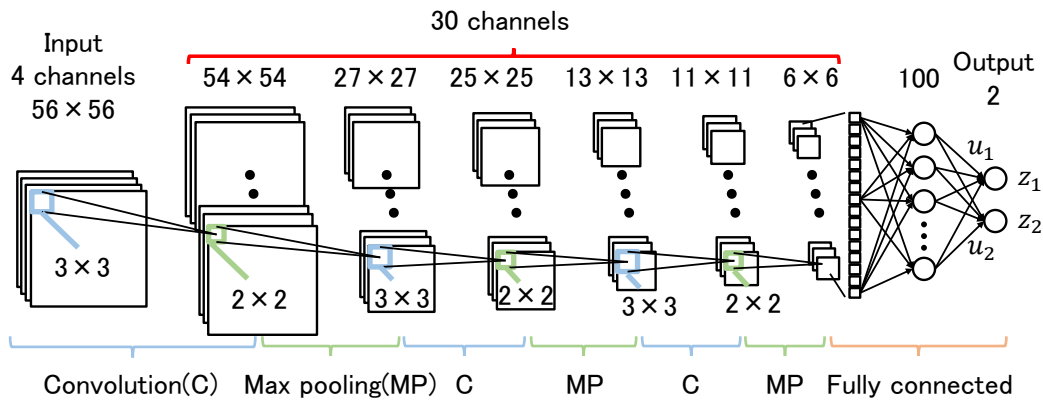 30 channels
Input
4 channels
56×56
54×54
27×27
25×25
13×13
11×11
6×6
100
Output
2
u₁
z₁
z₂
u₂
3×3
2×2
3×3
2×2
3×3
2×2
Convolution(C)
Max pooling(MP)
C
MP
C
MP
Fully connected